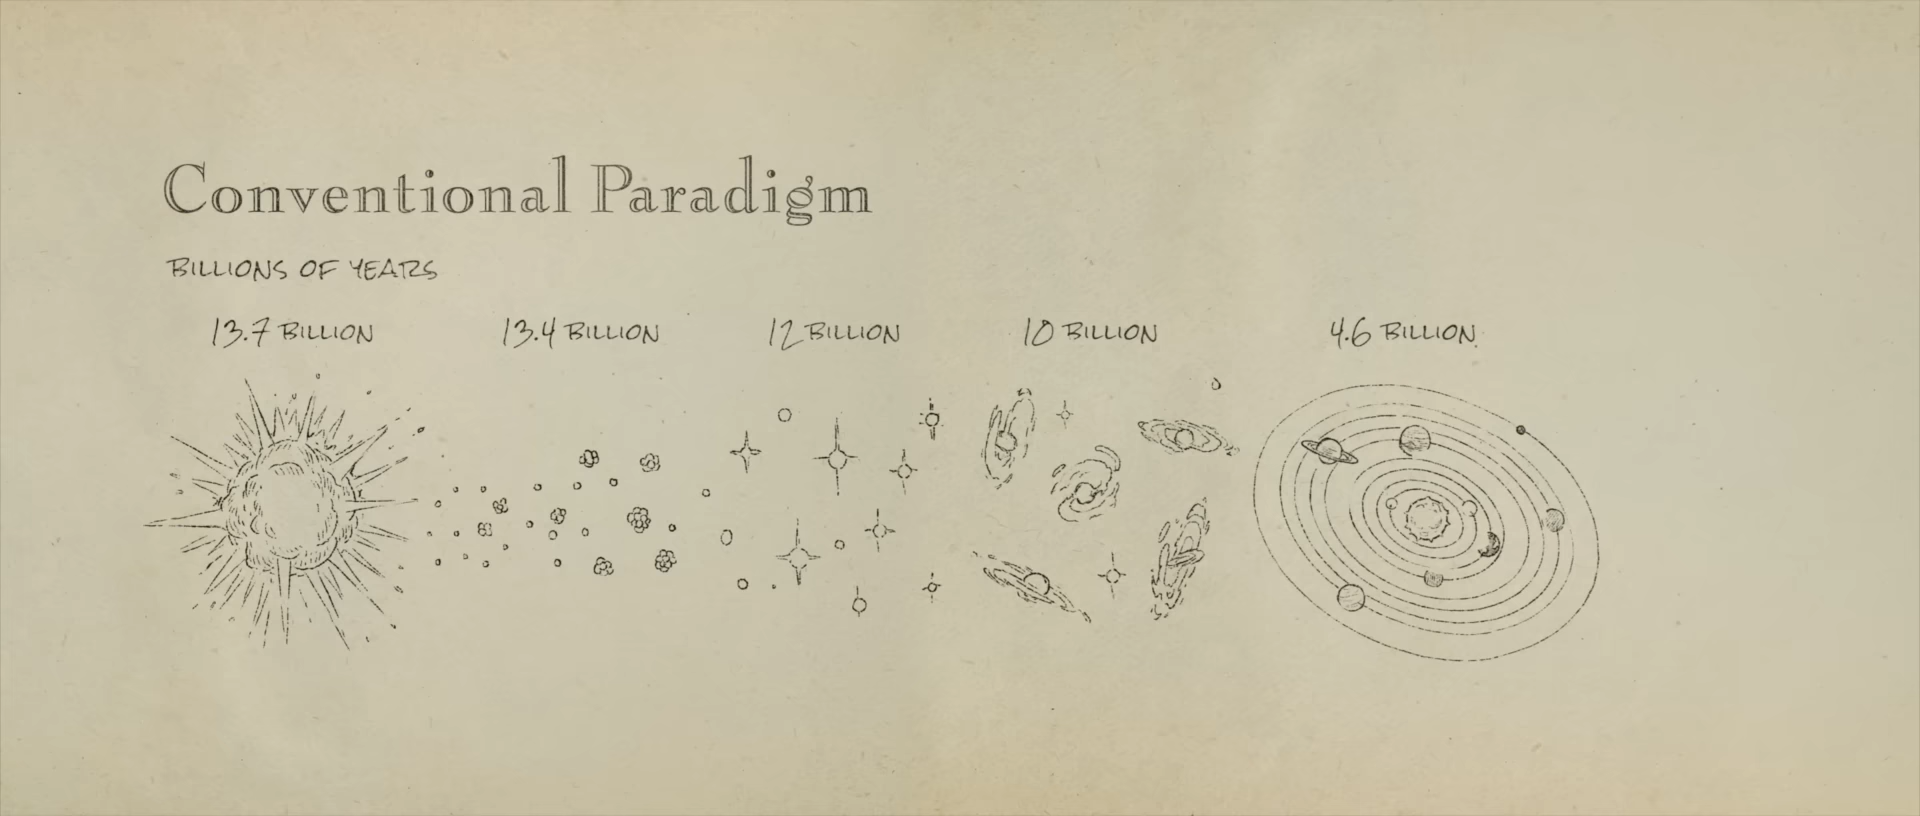 Conventional Paradigm
BILLIONS OF YEARS
13.7 BILLION 13.4 BILLION 12 BILLION 10 BILLION 4.6 BILLION